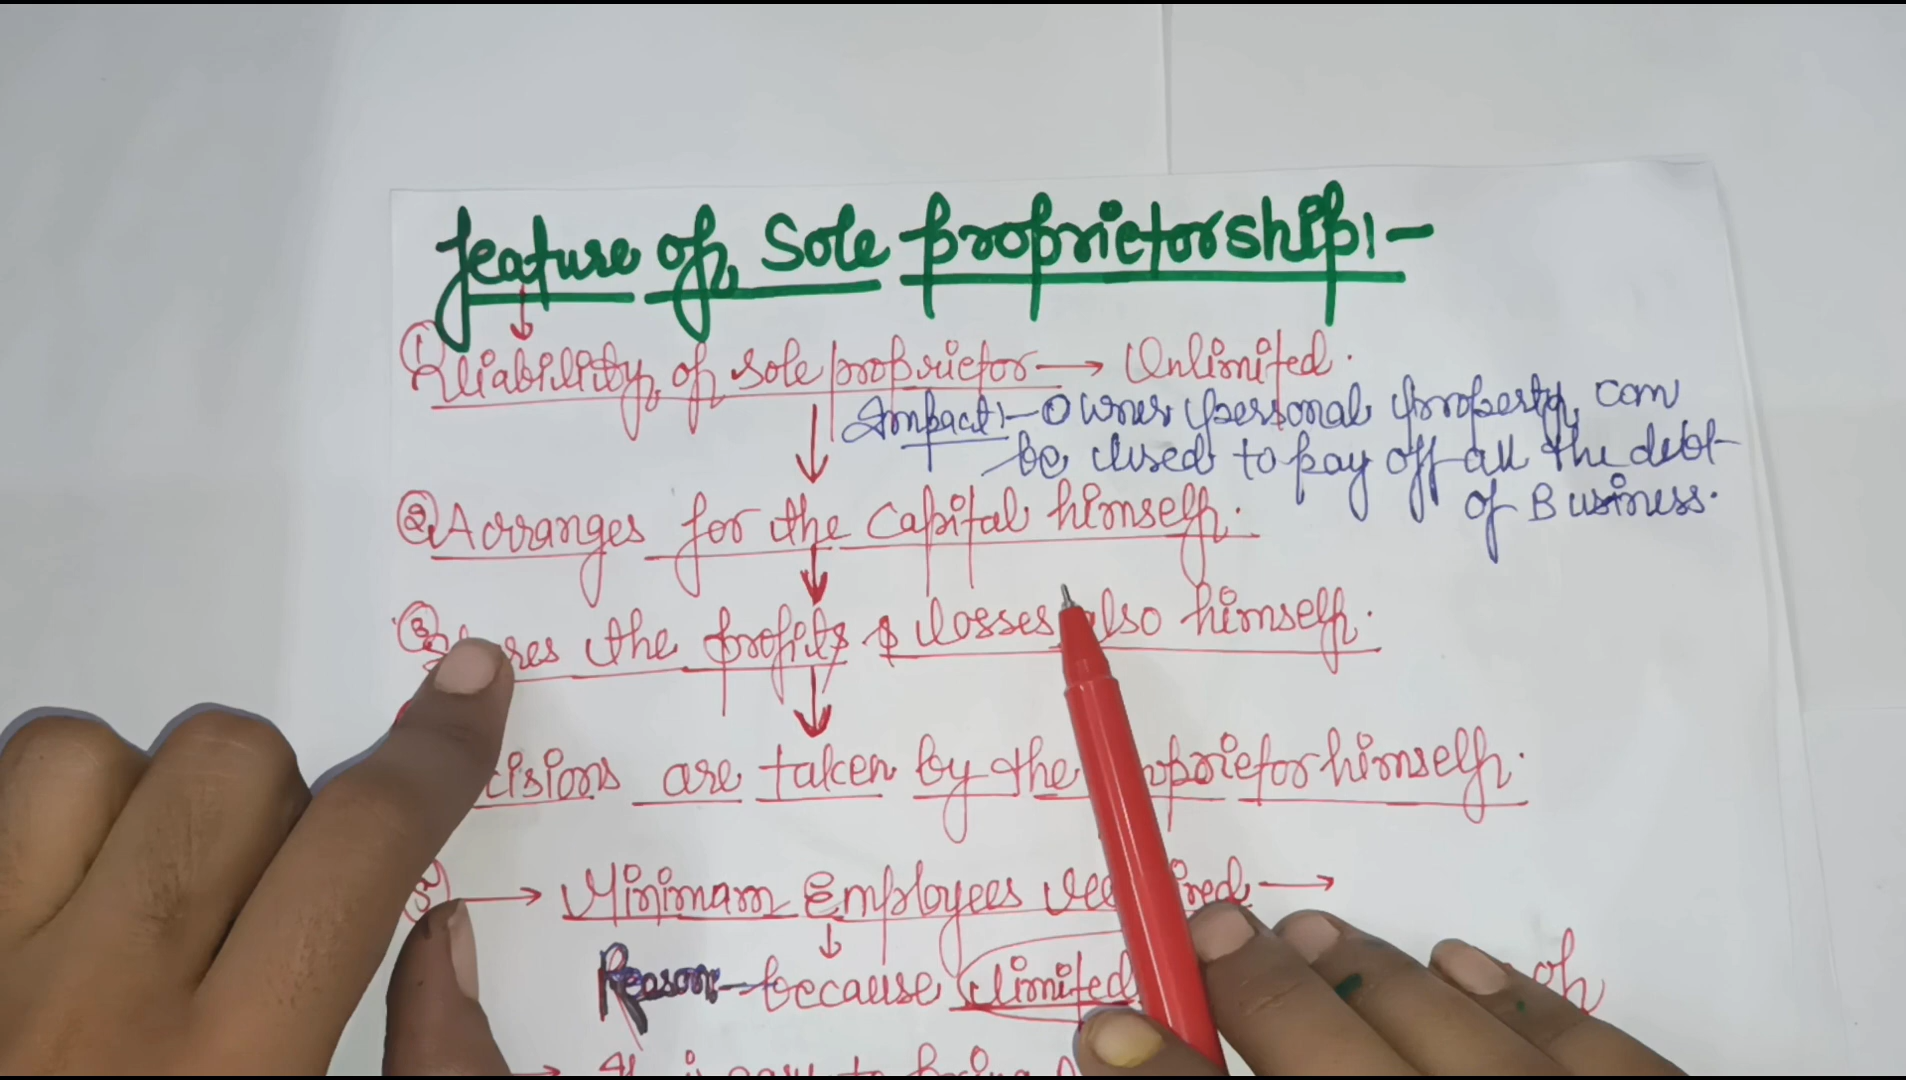 Feature of Sole proprietorship:-
① Liability of sole proprietor → Unlimited.
Impact:- Owner personal property can
be used to pay off all the debt
of Business.
② Arranges for the capital himself.
③ the profits & losses also himself.
are taken by the himself.
⑤ → Minimum Employees →
Reason - because limited of